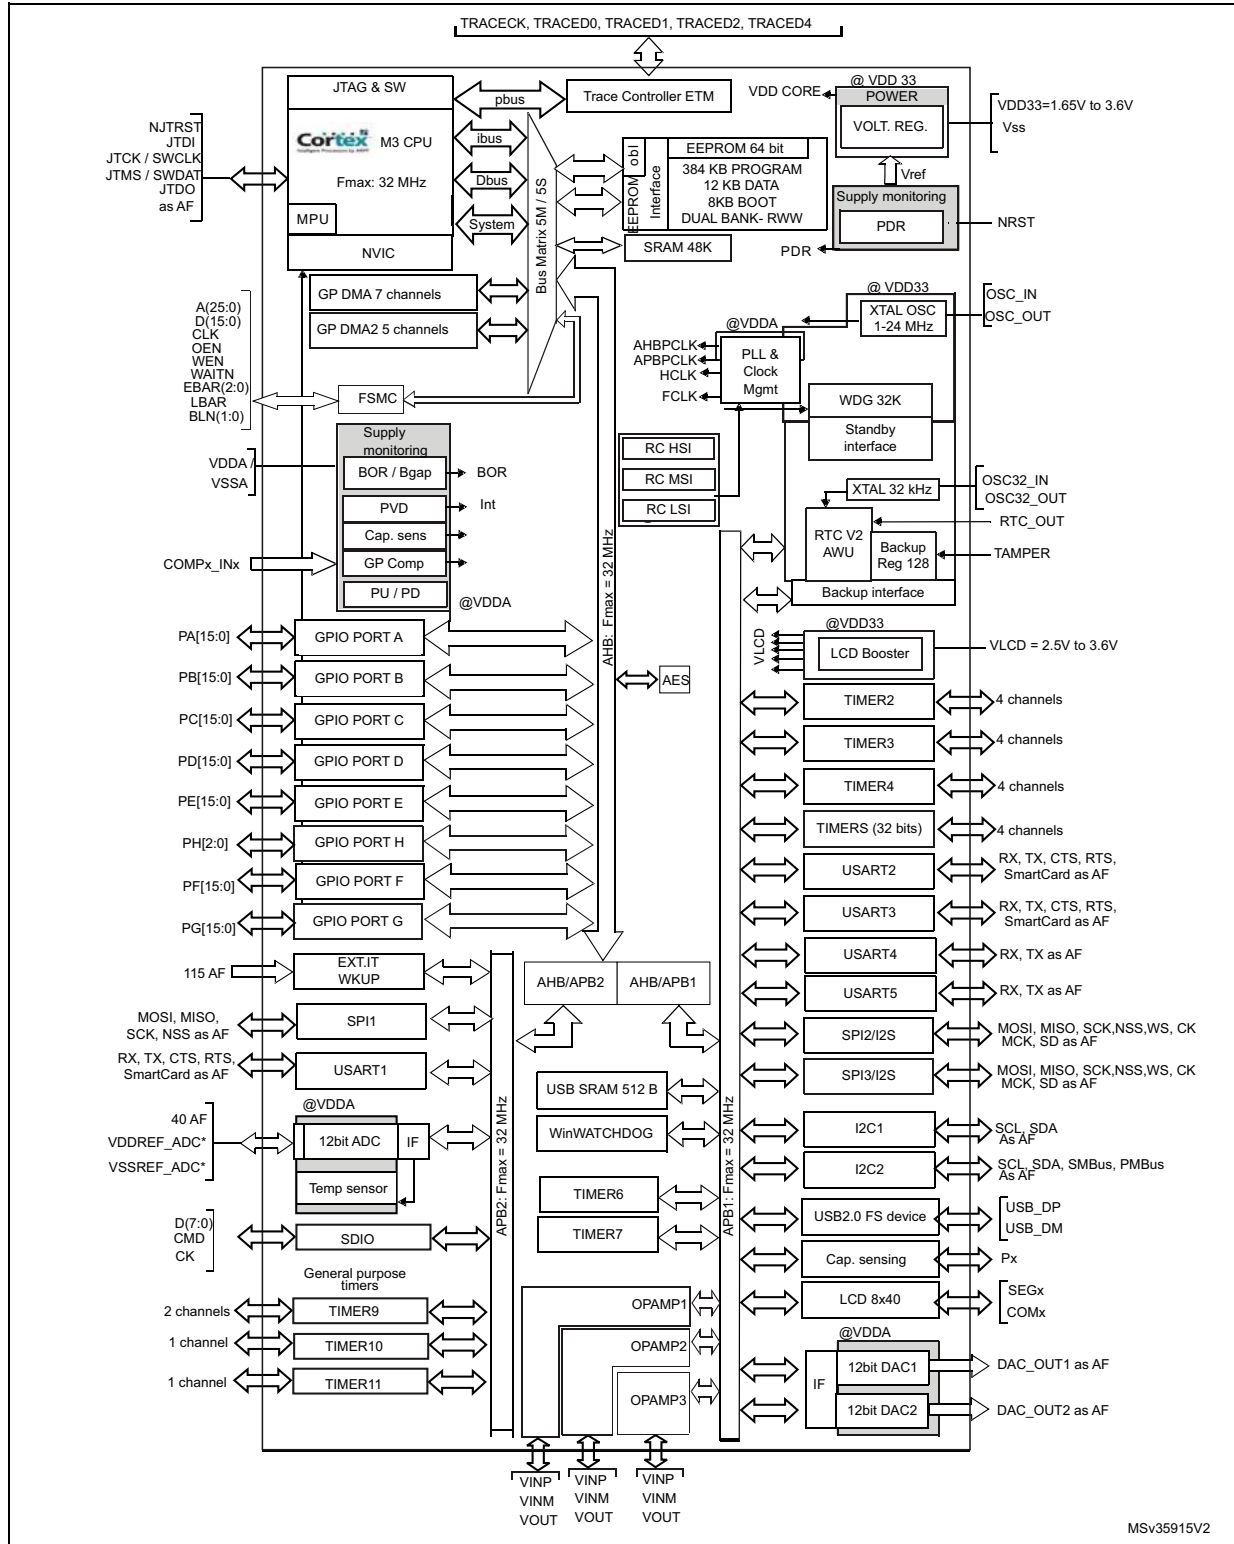 TRACECK, TRACED0, TRACED1, TRACED2, TRACED4
JTAG & SW
pbus
Trace Controller ETM
Cortex
Intelligent Processors by ARM
M3 CPU
Fmax: 32 MHz
ibus
Dbus
System
MPU
NVIC
NJTRST
JTDI
JTCK / SWCLK
JTMS / SWDAT
JTDO
as AF
Bus Matrix 5M / 5S
EEPROM obl
Interface
EEPROM 64 bit
384 KB PROGRAM
12 KB DATA
8KB BOOT
DUAL BANK- RWW
SRAM 48K
VDD CORE
@ VDD 33
POWER
VOLT. REG.
VDD33=1.65V to 3.6V
Vss
Vref
Supply monitoring
PDR
NRST
PDR
GP DMA 7 channels
GP DMA2 5 channels
A(25:0)
D(15:0)
CLK
OEN
WEN
WAITN
EBAR(2:0)
LBAR
BLN(1:0)
FSMC
@ VDD33
XTAL OSC
1-24 MHz
OSC_IN
OSC_OUT
@VDDA
AHBPCLK
APBPCLK
HCLK
FCLK
PLL &
Clock
Mgmt
WDG 32K
Standby
interface
RC HSI
RC MSI
RC LSI
XTAL 32 kHz
OSC32_IN
OSC32_OUT
RTC V2
AWU
RTC_OUT
Backup
Reg 128
TAMPER
Backup interface
Supply
monitoring
VDDA /
VSSA
BOR / Bgap
BOR
PVD
Int
Cap. sens
GP Comp
COMPx_INx
PU / PD
@VDDA
AHB: Fmax = 32 MHz
@VDD33
VLCD
LCD Booster
VLCD = 2.5V to 3.6V
AES
PA[15:0]
GPIO PORT A
PB[15:0]
GPIO PORT B
PC[15:0]
GPIO PORT C
PD[15:0]
GPIO PORT D
PE[15:0]
GPIO PORT E
PH[2:0]
GPIO PORT H
PF[15:0]
GPIO PORT F
PG[15:0]
GPIO PORT G
TIMER2
4 channels
TIMER3
4 channels
TIMER4
4 channels
TIMERS (32 bits)
4 channels
USART2
RX, TX, CTS, RTS,
SmartCard as AF
USART3
RX, TX, CTS, RTS,
SmartCard as AF
USART4
RX, TX as AF
USART5
RX, TX as AF
SPI2/I2S
MOSI, MISO, SCK,NSS,WS, CK
MCK, SD as AF
SPI3/I2S
MOSI, MISO, SCK,NSS,WS, CK
MCK, SD as AF
I2C1
SCL, SDA
As AF
I2C2
SCL, SDA, SMBus, PMBus
As AF
USB2.0 FS device
USB_DP
USB_DM
Cap. sensing
Px
LCD 8x40
SEGx
COMx
@VDDA
IF
12bit DAC1
DAC_OUT1 as AF
12bit DAC2
DAC_OUT2 as AF
115 AF
EXT.IT
WKUP
MOSI, MISO,
SCK, NSS as AF
SPI1
RX, TX, CTS, RTS,
SmartCard as AF
USART1
@VDDA
40 AF
VDDREF_ADC*
VSSREF_ADC*
12bit ADC
IF
Temp sensor
D(7:0)
CMD
CK
SDIO
General purpose
timers
2 channels
TIMER9
1 channel
TIMER10
1 channel
TIMER11
APB2: Fmax = 32 MHz
AHB/APB2
AHB/APB1
USB SRAM 512 B
WinWATCHDOG
TIMER6
TIMER7
APB1: Fmax = 32 MHz
OPAMP1
OPAMP2
OPAMP3
VINP
VINM
VOUT
VINP
VINM
VOUT
VINP
VINM
VOUT
MSv35915V2